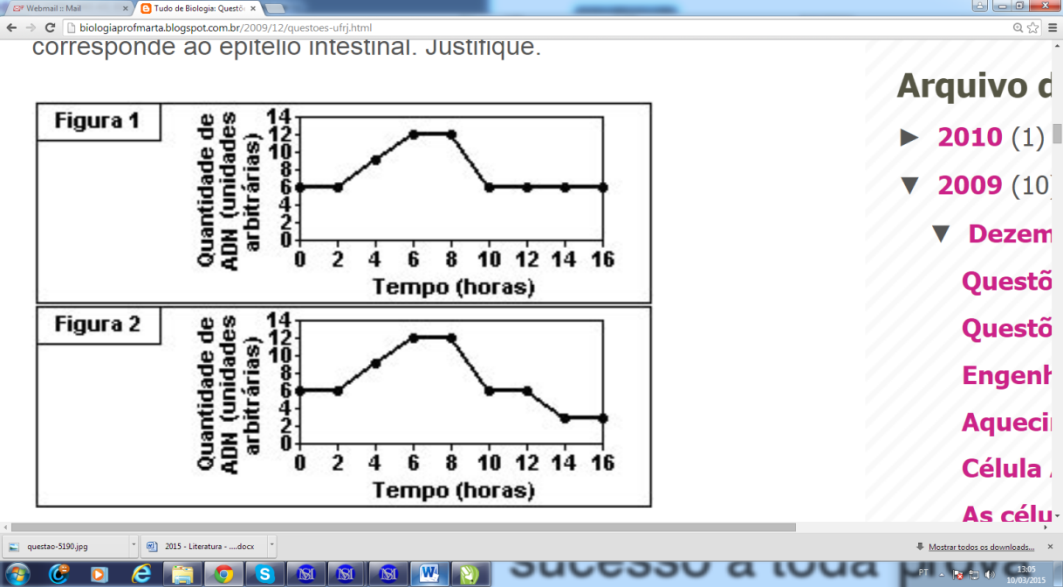 Webmail :: Mail
Tudo de Biologia: Questõ
biologiaprofmarta.blogspot.com.br/2009/12/questoes-ufrj.html
corresponde ao epitélio intestinal. Justifique.
Figura 1
Quantidade de
ADN (unidades
arbitrárias)
14
12
10
8
6
4
2
0
0 2 4 6 8 10 12 14 16
Tempo (horas)
Figura 2
Quantidade de
ADN (unidades
arbitrárias)
14
12
10
8
6
4
2
0
0 2 4 6 8 10 12 14 16
Tempo (horas)
Arquivo d
► 2010 (1)
▼ 2009 (10)
▼ Dezem
Questõ
Questõ
Engenh
Aqueci
Célula
As célu
questao-5190.jpg
2015 - Literatura - ....docx
Mostrar todos os downloads...
sucesso a toda
PT
13:05
10/03/2015